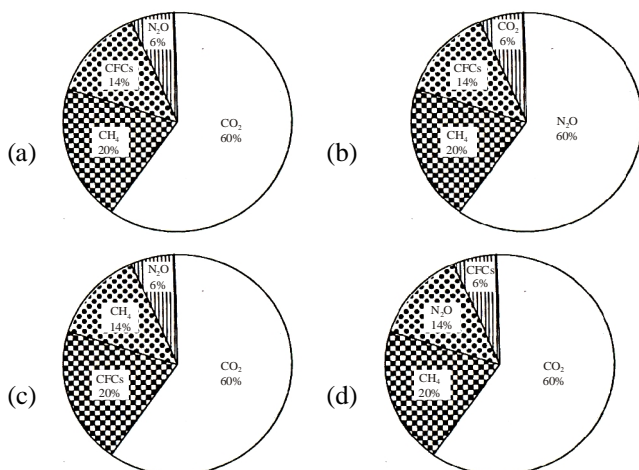 (a)
N₂O
6%
CFCs
14%
CH₄
20%
CO₂
60%
(b)
CO₂
6%
CFCs
14%
CH₄
20%
N₂O
60%
(c)
N₂O
6%
CH₄
14%
CFCs
20%
CO₂
60%
(d)
CFCs
6%
N₂O
14%
CH₄
20%
CO₂
60%